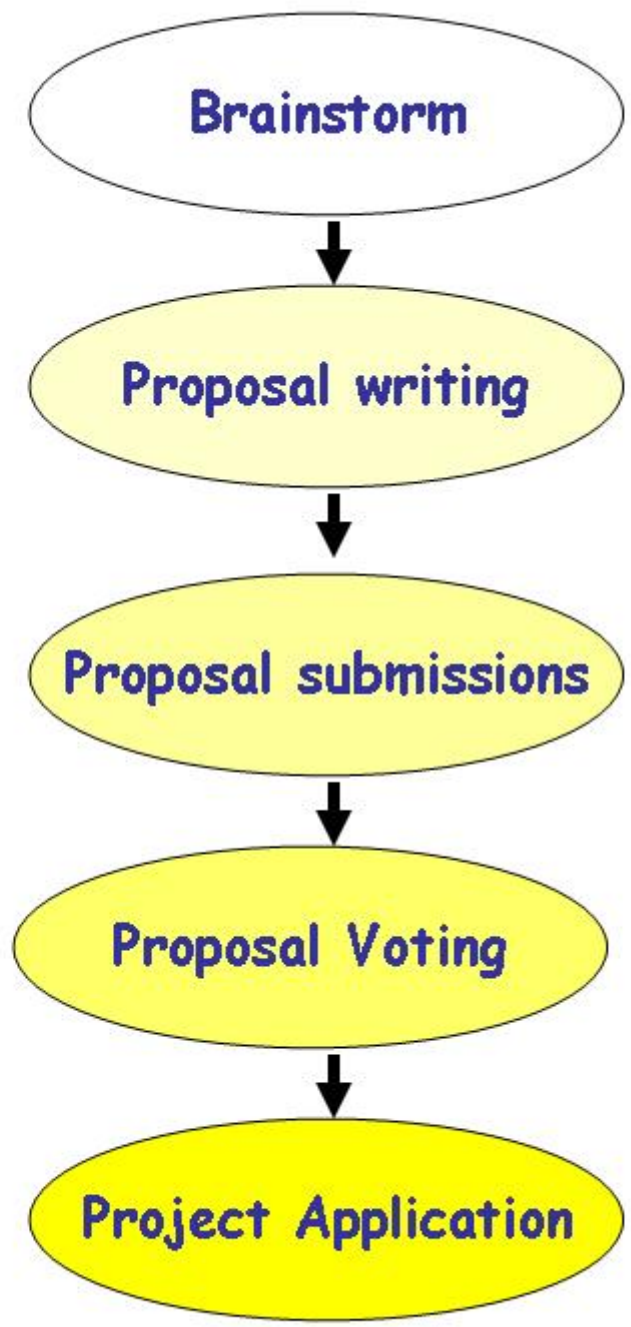 Brainstorm
Proposal writing
Proposal submissions
Proposal Voting
Project Application